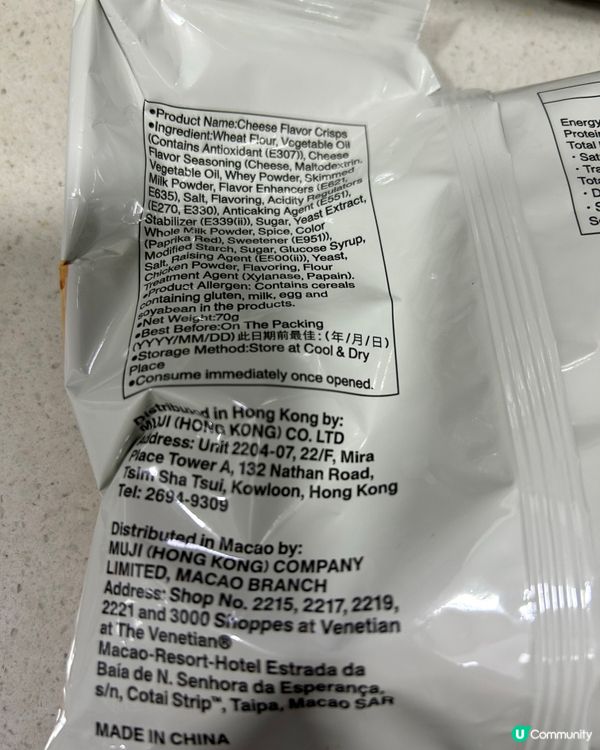 •Product Name:Cheese Flavor Crisps
•Ingredient:Wheat Flour, Vegetable Oil
(Contains Antioxidant (E307)), Cheese
Flavor Seasoning (Cheese, Maltodextrin,
Vegetable Oil, Whey Powder, Skimmed
Milk Powder, Flavor Enhancers (E621,
E635), Salt, Flavoring, Acidity Regulators
(E270, E330), Anticaking Agent (E551),
Stabilizer (E339(ii)), Sugar, Yeast Extract,
Whole Milk Powder, Spice, Color
(Paprika Red), Sweetener (E951)),
Modified Starch, Sugar, Glucose Syrup,
Salt, Raising Agent (E500(ii)), Yeast,
Chicken Powder, Flavoring, Flour
Treatment Agent (Xylanase, Papain).
•Product Allergen: Contains cereals
containing gluten, milk, egg and
soyabean in the products.
•Net Weight:70g
•Best Before:On The Packing
(YYYY/MM/DD) 此日期前最佳：(年/月/日)
•Storage Method:Store at Cool & Dry
Place
•Consume immediately once opened.
Distributed in Hong Kong by:
MUJI (HONG KONG) CO. LTD
Address: Unit 2204-07, 22/F, Mira
Place Tower A, 132 Nathan Road,
Tsim Sha Tsui, Kowloon, Hong Kong
Tel: 2694-9309
Distributed in Macao by:
MUJI (HONG KONG) COMPANY
LIMITED, MACAO BRANCH
Address: Shop No. 2215, 2217, 2219,
2221 and 3000 Shoppes at Venetian
at The Venetian®
Macao-Resort-Hotel Estrada da
Baía de N. Senhora da Esperança,
s/n, Cotai Strip™, Taipa, Macao SAR
MADE IN CHINA
Energy
Protein
Total
U Community